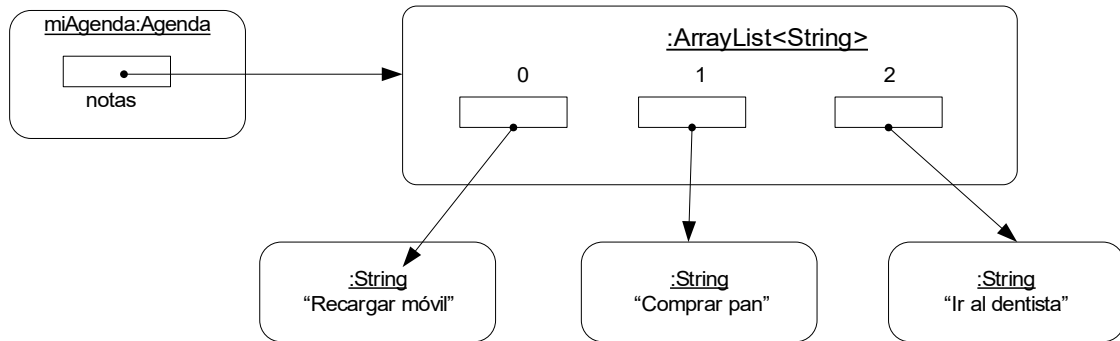 miAgenda:Agenda
notas
:ArrayList<String>
0 1 2
:String
“Recargar móvil”
:String
“Comprar pan”
:String
“Ir al dentista”